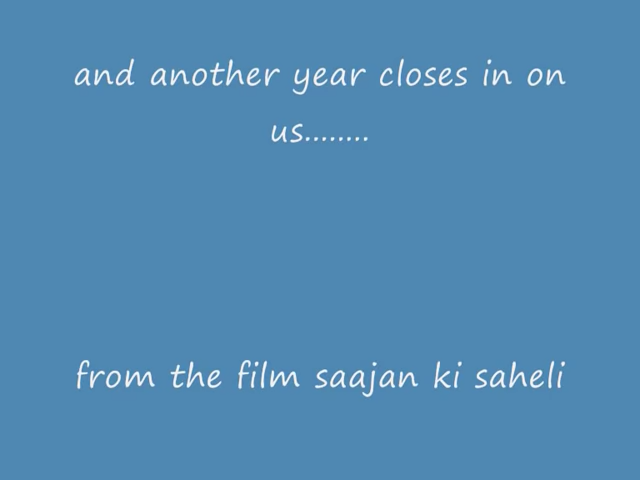 and another year closes in on
us........
from the film saajan ki saheli